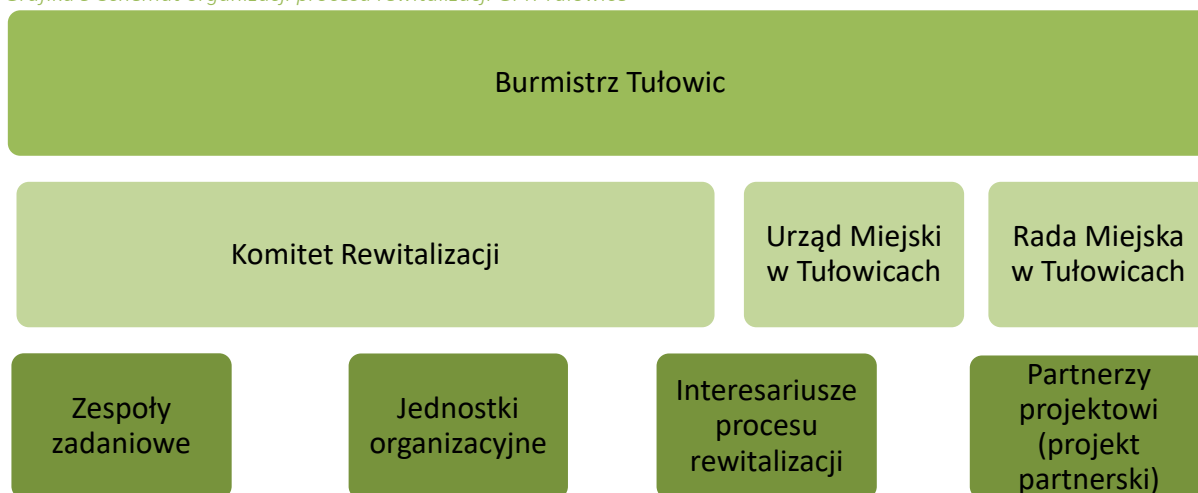 Burmistrz Tułowic
Komitet Rewitalizacji
Urząd Miejski
w Tułowicach
Rada Miejska
w Tułowicach
Zespoły
zadaniowe
Jednostki
organizacyjne
Interesariusze
procesu
rewitalizacji
Partnerzy
projektowi
(projekt
partnerski)